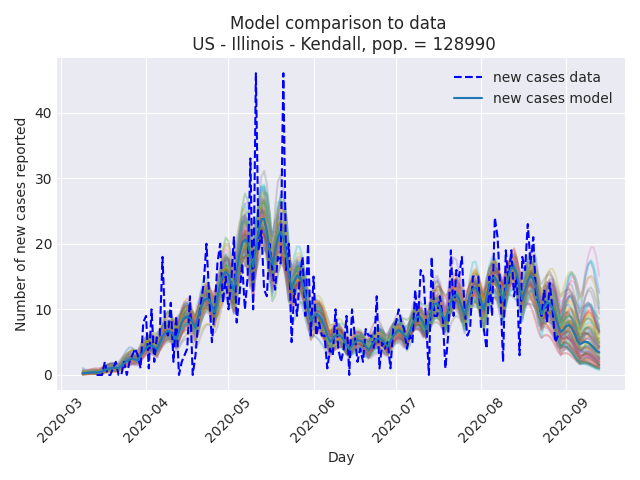 Model comparison to data
US - Illinois - Kendall, pop. = 128990
new cases data
new cases model
Number of new cases reported
40
30
20
10
0
2020-03
2020-04
2020-05
2020-06
2020-07
2020-08
2020-09
Day